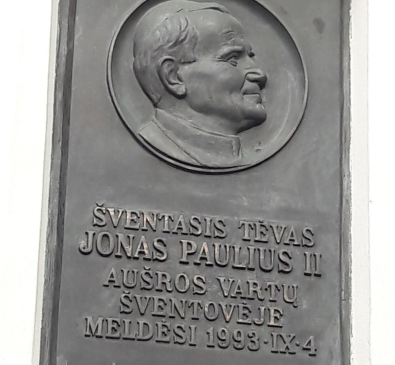 ŠVENTASIS TĖVAS
JONAS PAULIUS II
AUŠROS VARTŲ
ŠVENTOVĖJE
MELDĖSI 1993·IX·4